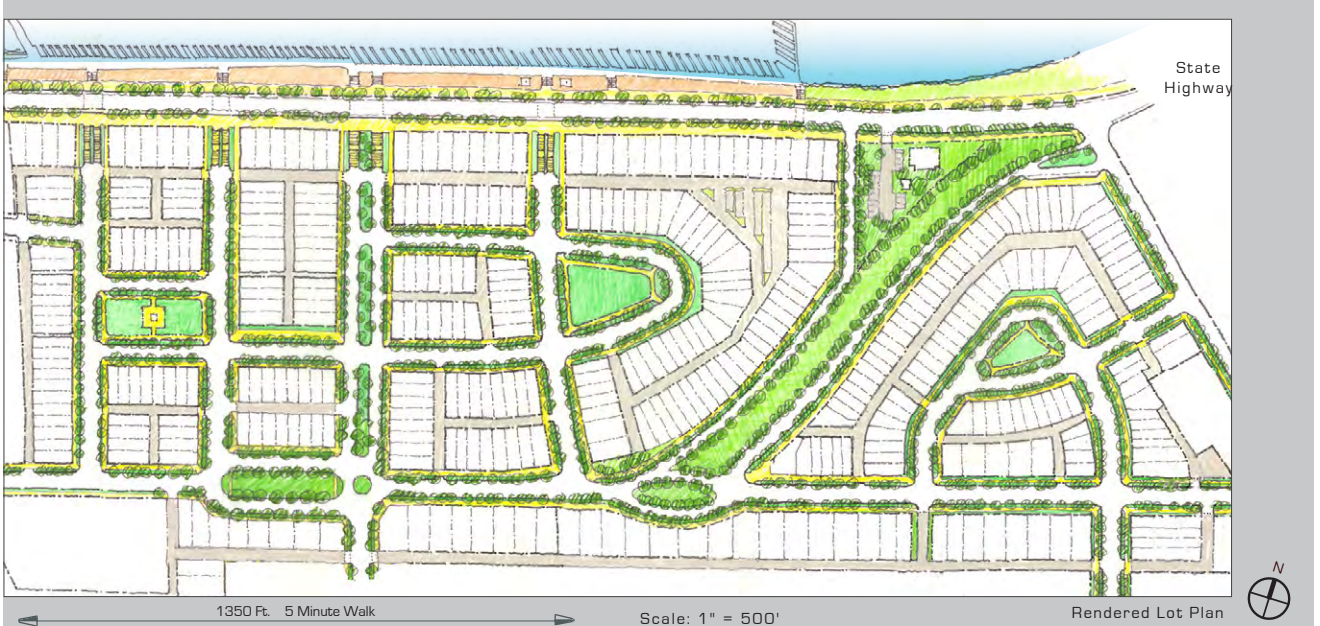 State
Highway
N
1350 Ft. 5 Minute Walk
Scale: 1" = 500'
Rendered Lot Plan